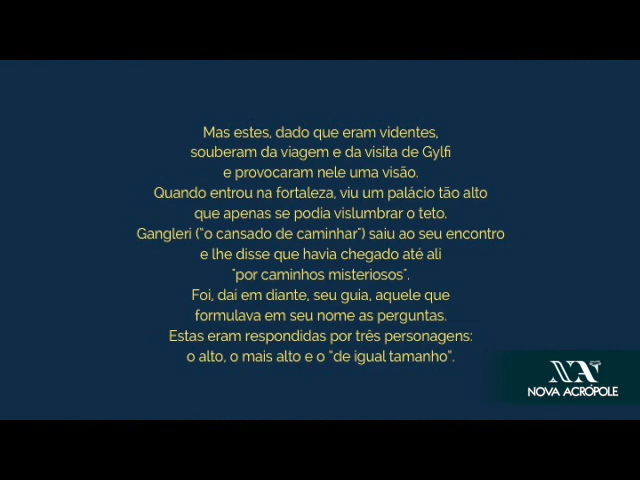 Mas estes, dado que eram videntes,
souberam da viagem e da visita de Gylfi
e provocaram nele uma visão.
Quando entrou na fortaleza, viu um palácio tão alto
que apenas se podia vislumbrar o teto.
Gangleri (“o cansado de caminhar”) saiu ao seu encontro
e lhe disse que havia chegado até ali
"por caminhos misteriosos".
Foi, daí em diante, seu guia, aquele que
formulava em seu nome as perguntas.
Estas eram respondidas por três personagens:
o alto, o mais alto e o “de igual tamanho”.
NA
NOVA ACRÓPOLE